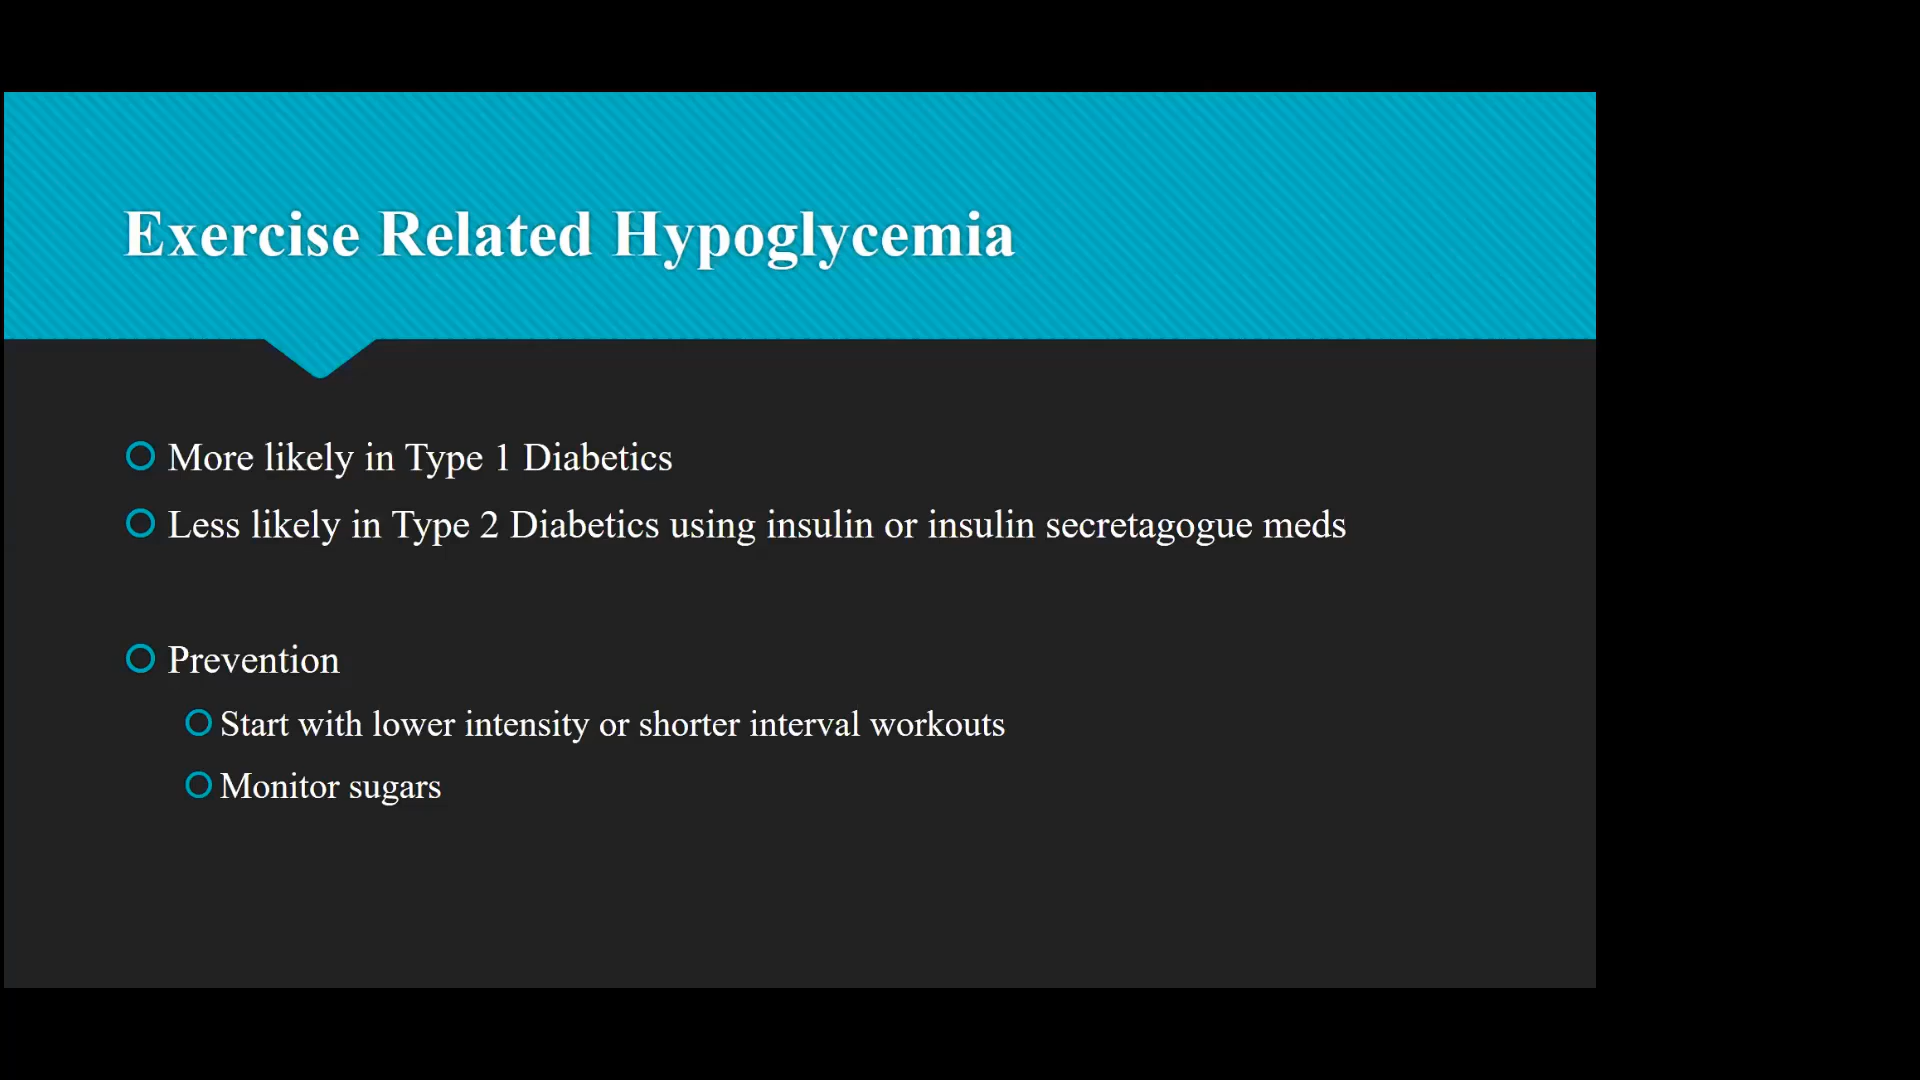 Exercise Related Hypoglycemia
More likely in Type 1 Diabetics
Less likely in Type 2 Diabetics using insulin or insulin secretagogue meds
Prevention
Start with lower intensity or shorter interval workouts
Monitor sugars